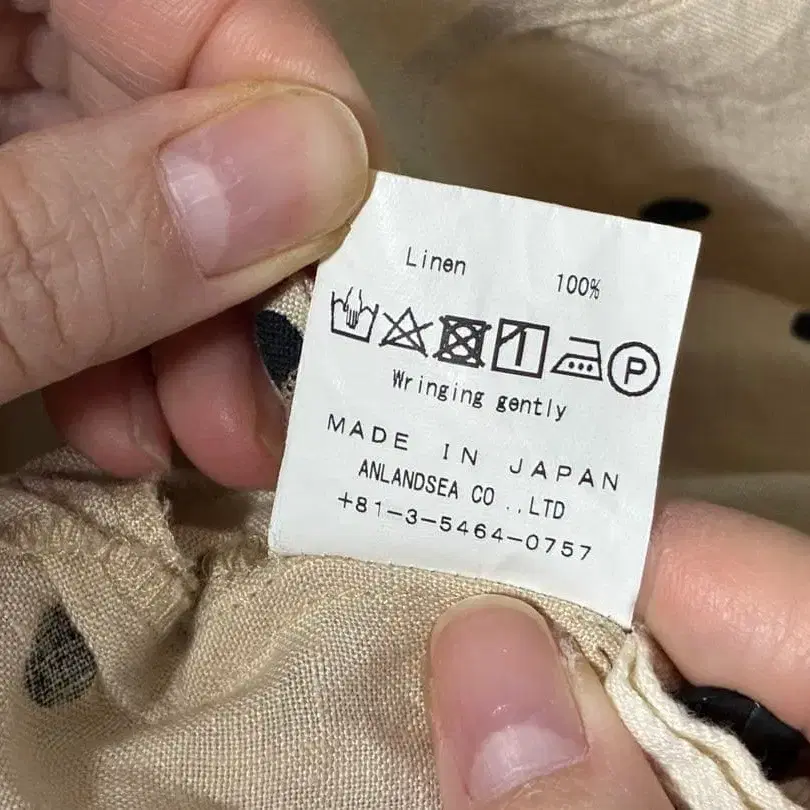 Linen 100%
P
Wringing gently
MADE IN JAPAN
ANLANDSEA CO .,LTD
+81-3-5464-0757